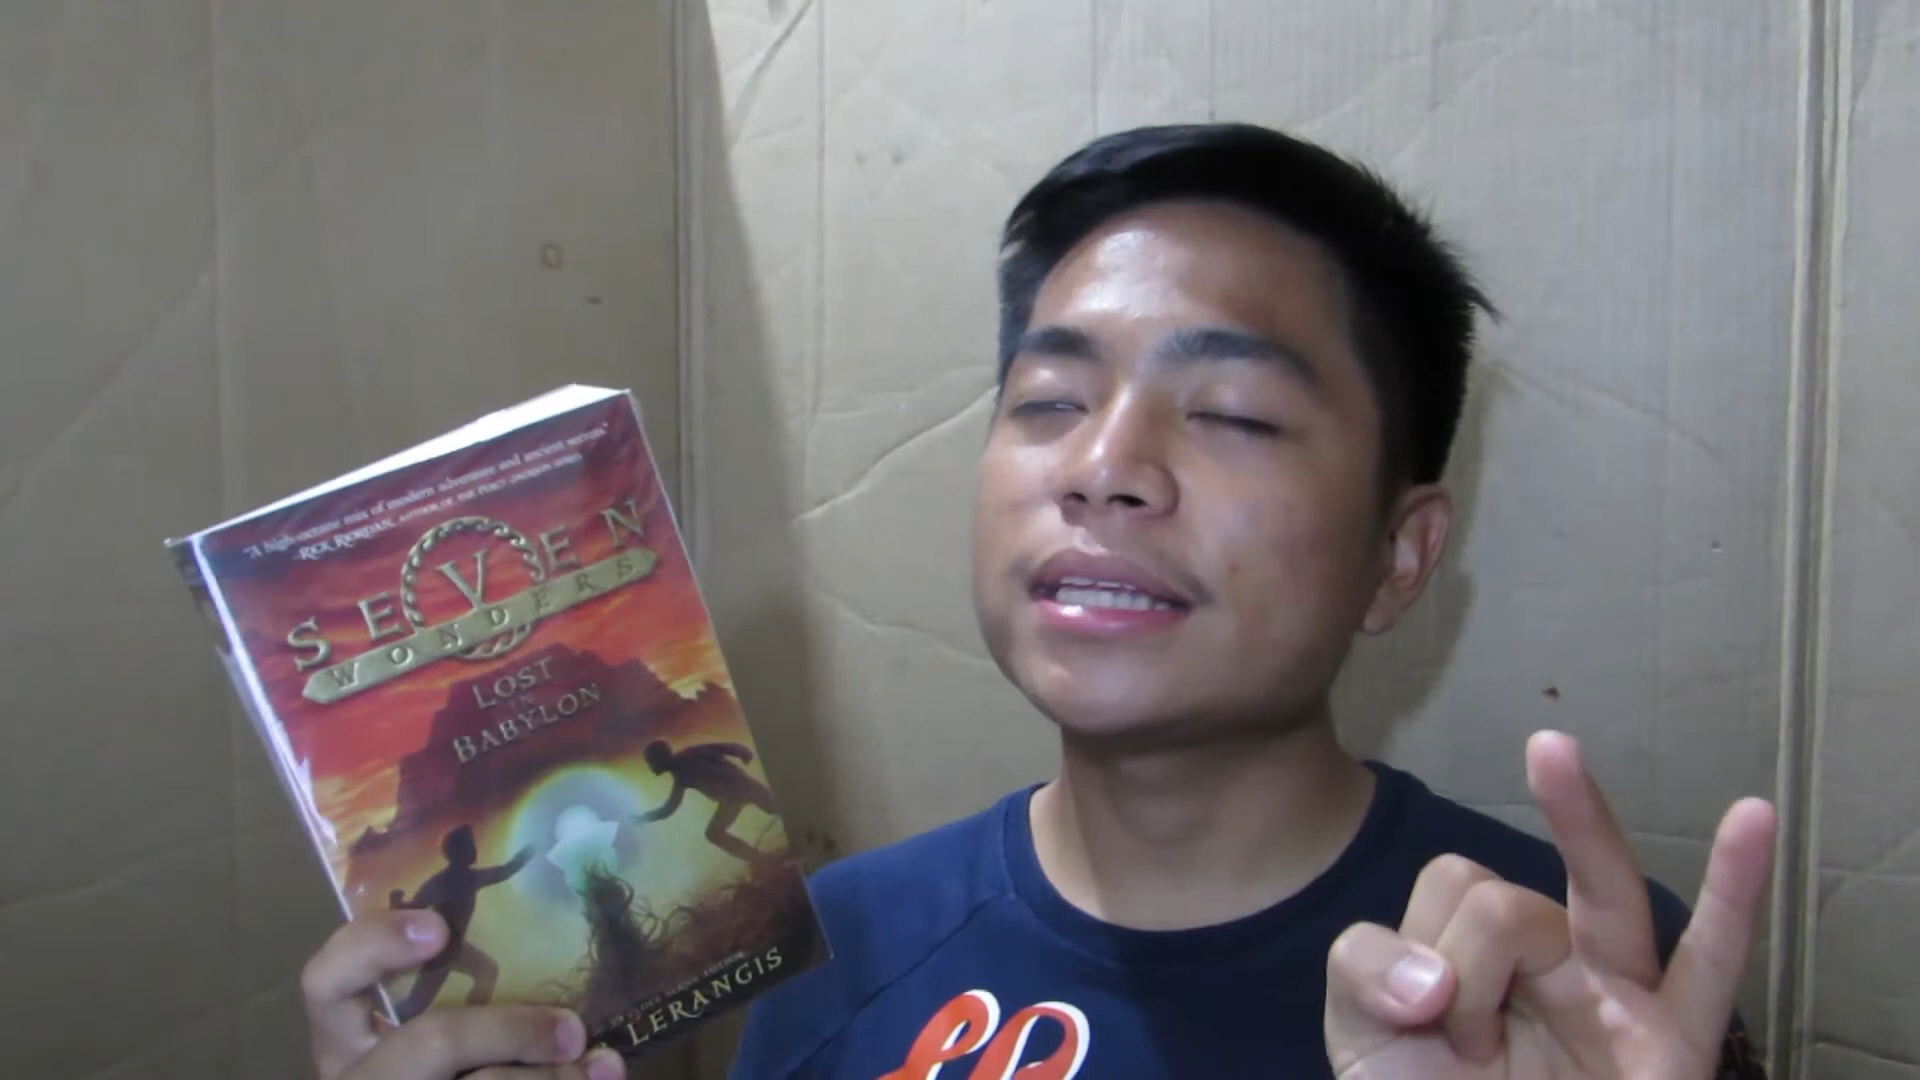 "A high-octane mix of modern adventure and ancient secrets."
-RICK RIORDAN, AUTHOR OF THE PERCY JACKSON SERIES
SEVEN
WONDERS
LOST
IN
BABYLON
LERANGIS